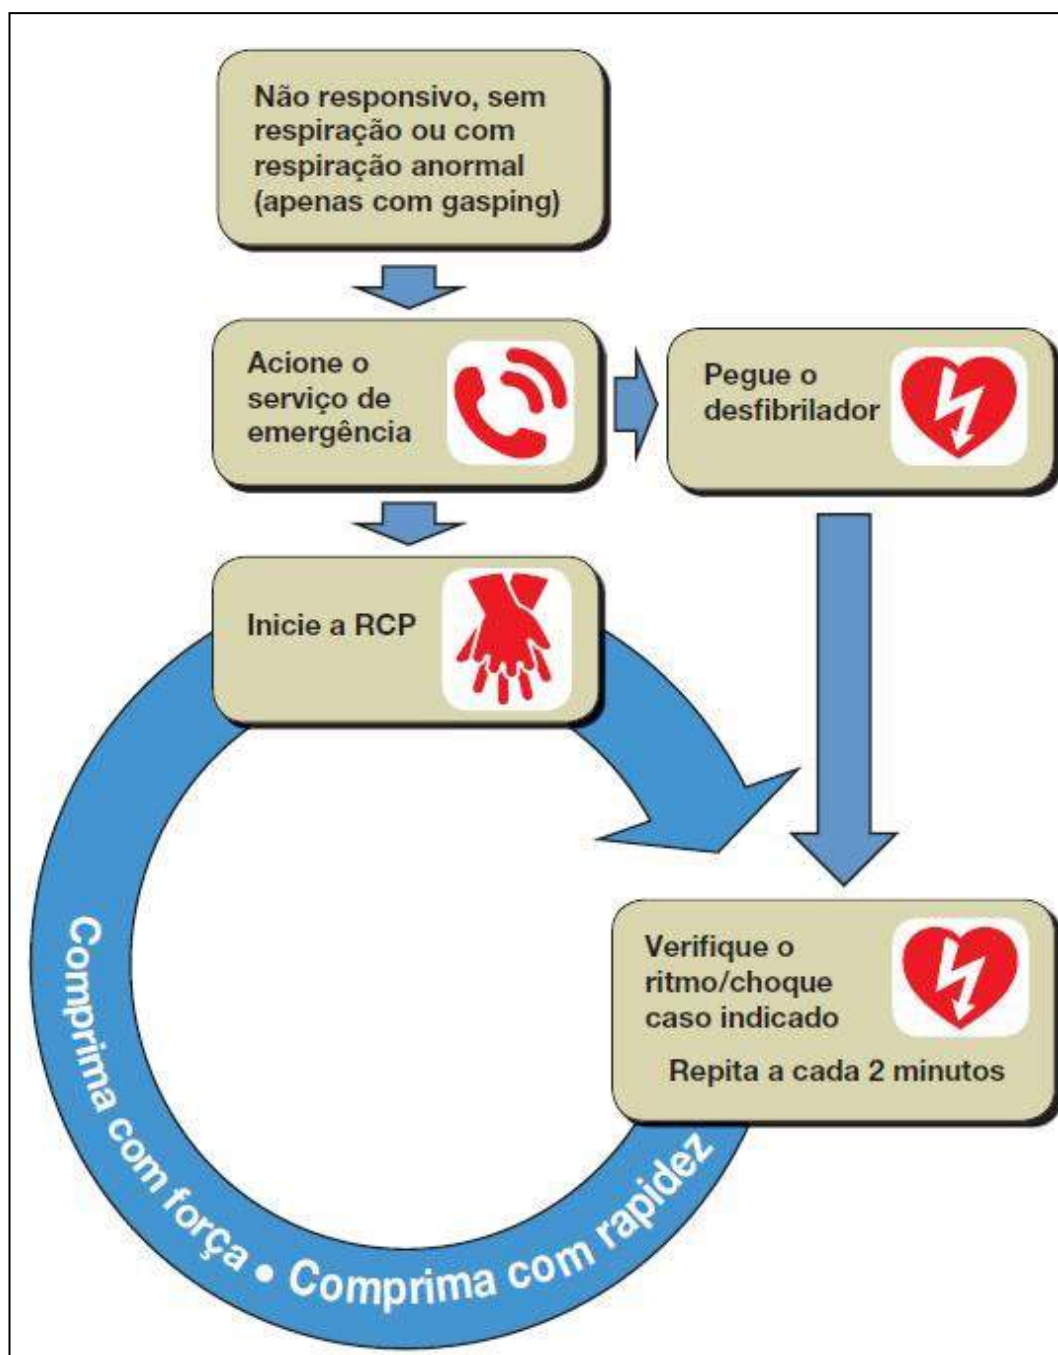 Não responsivo, sem
respiração ou com
respiração anormal
(apenas com gasping)
Acione o
serviço de
emergência
Pegue o
desfibrilador
Inicie a RCP
Verifique o
ritmo/choque
caso indicado
Repita a cada 2 minutos
Comprima com força • Comprima com rapidez